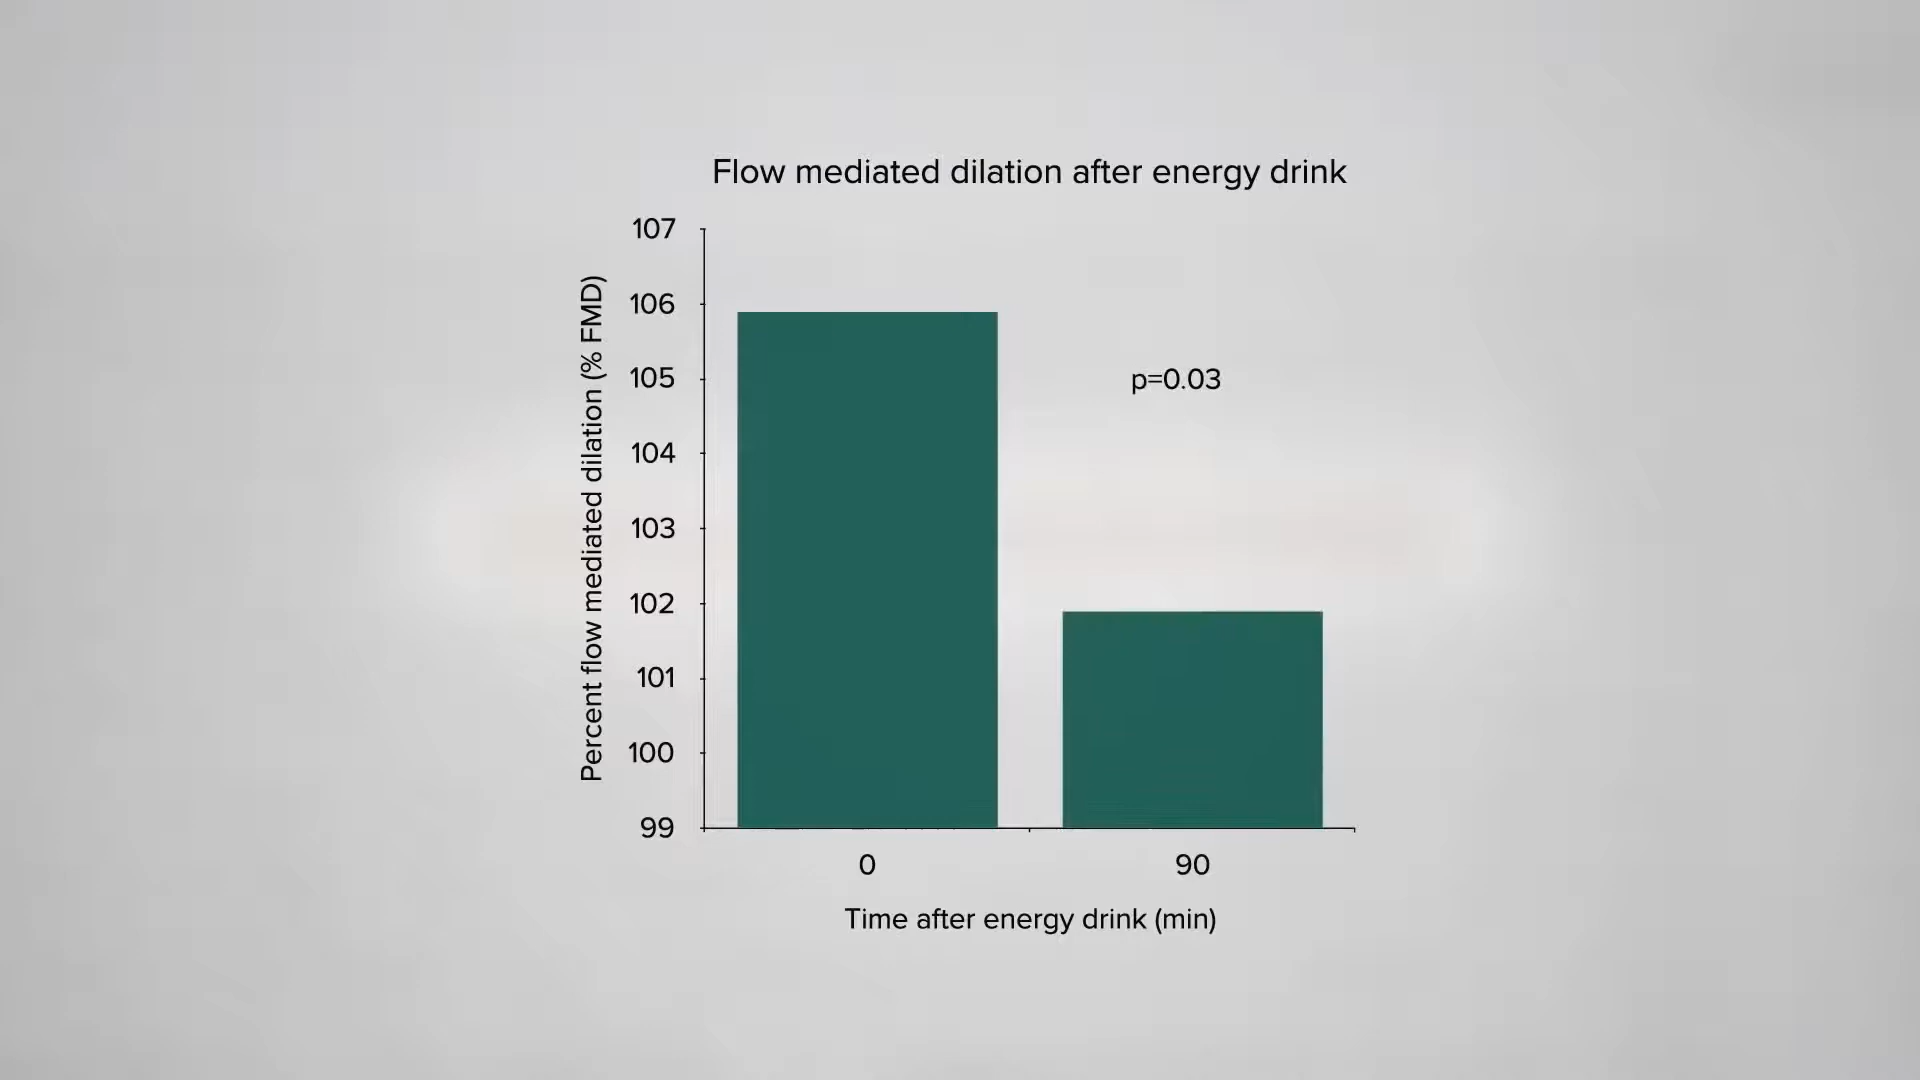 Flow mediated dilation after energy drink
Percent flow mediated dilation (% FMD)
107
106
105
104
103
102
101
100
99
p=0.03
0
90
Time after energy drink (min)